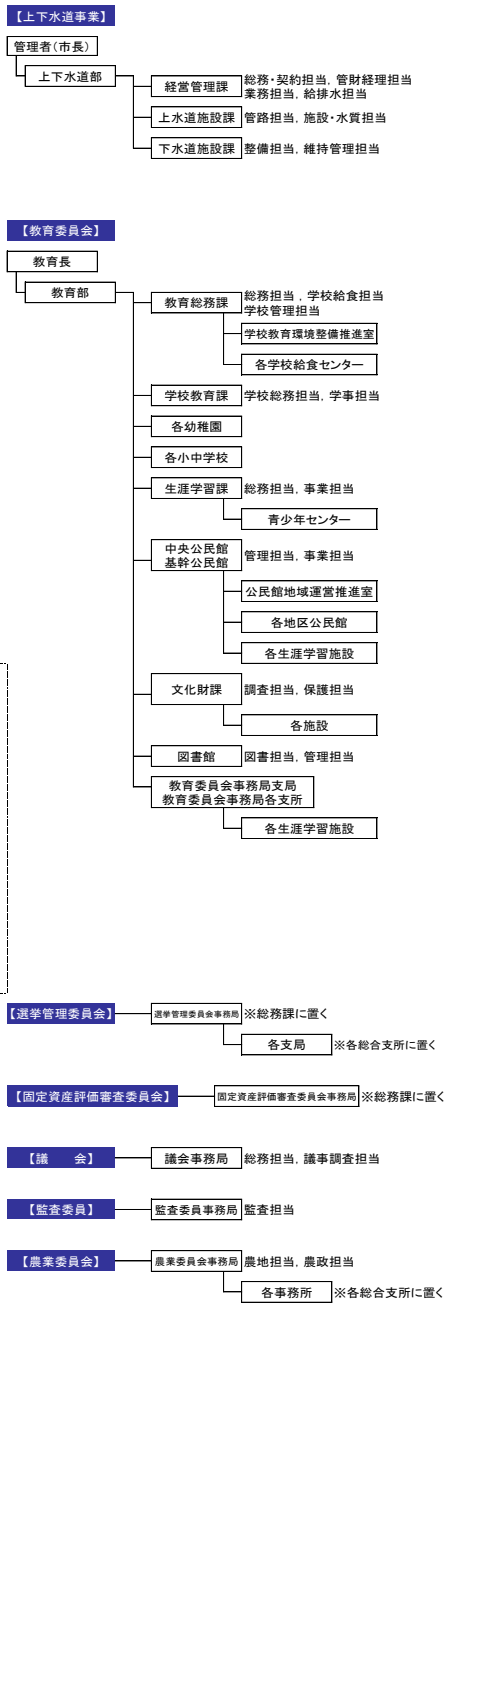 【上下水道事業】
管理者(市長)
上下水道部
経営管理課
総務・契約担当, 管財経理担当
業務担当, 給排水担当
上水道施設課
管路担当, 施設・水質担当
下水道施設課
整備担当, 維持管理担当
【教育委員会】
教育長
教育部
教育総務課
総務担当 , 学校給食担当
学校管理担当
学校教育環境整備推進室
各学校給食センター
学校教育課
学校総務担当, 学事担当
各幼稚園
各小中学校
生涯学習課
総務担当, 事業担当
青少年センター
中央公民館
基幹公民館
管理担当, 事業担当
公民館地域運営推進室
各地区公民館
各生涯学習施設
文化財課
調査担当, 保護担当
各施設
図書館
図書担当, 管理担当
教育委員会事務局支局
教育委員会事務局各支所
各生涯学習施設
【選挙管理委員会】
選挙管理委員会事務局
※総務課に置く
各支局
※各総合支所に置く
【固定資産評価審査委員会】
固定資産評価審査委員会事務局
※総務課に置く
【議　　会】
議会事務局
総務担当, 議事調査担当
【監査委員】
監査委員事務局
監査担当
【農業委員会】
農業委員会事務局
農地担当, 農政担当
各事務所
※各総合支所に置く